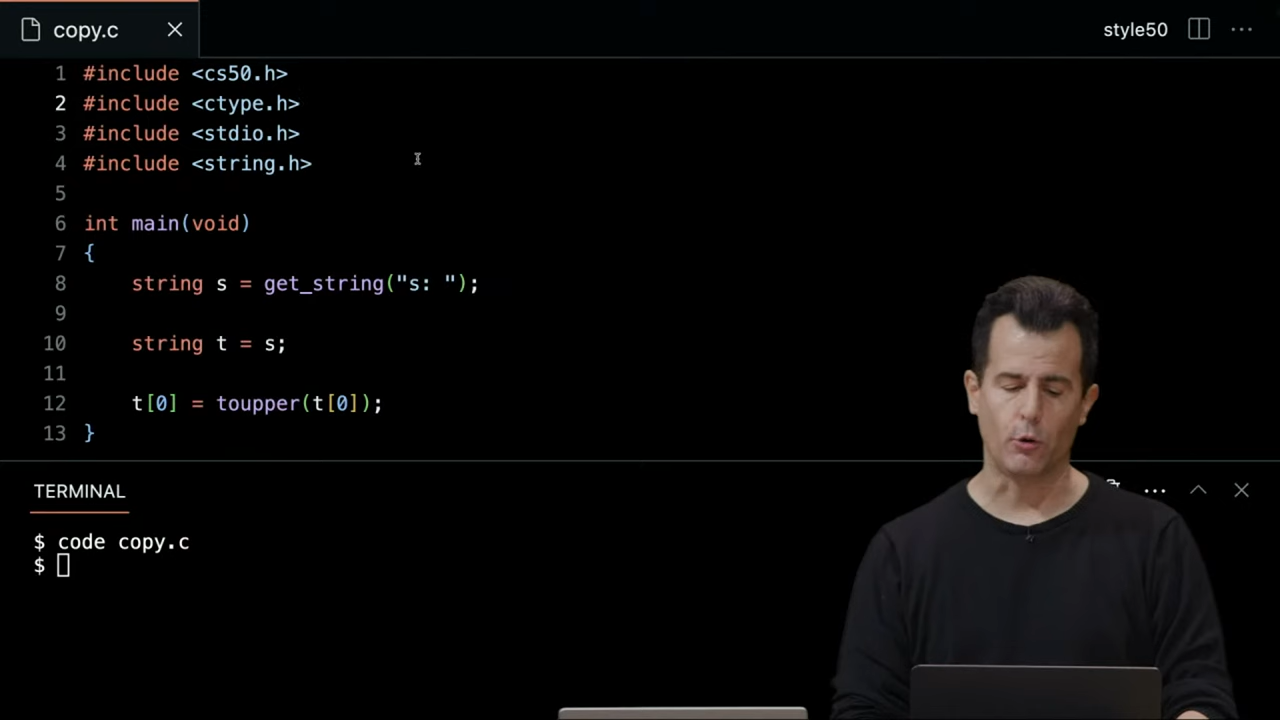 copy.c
style50
1 #include <cs50.h>
2 #include <ctype.h>
3 #include <stdio.h>
4 #include <string.h>
5
6 int main(void)
7 {
8     string s = get_string("s: ");
9
10     string t = s;
11
12     t[0] = toupper(t[0]);
13 }
TERMINAL
$ code copy.c
$